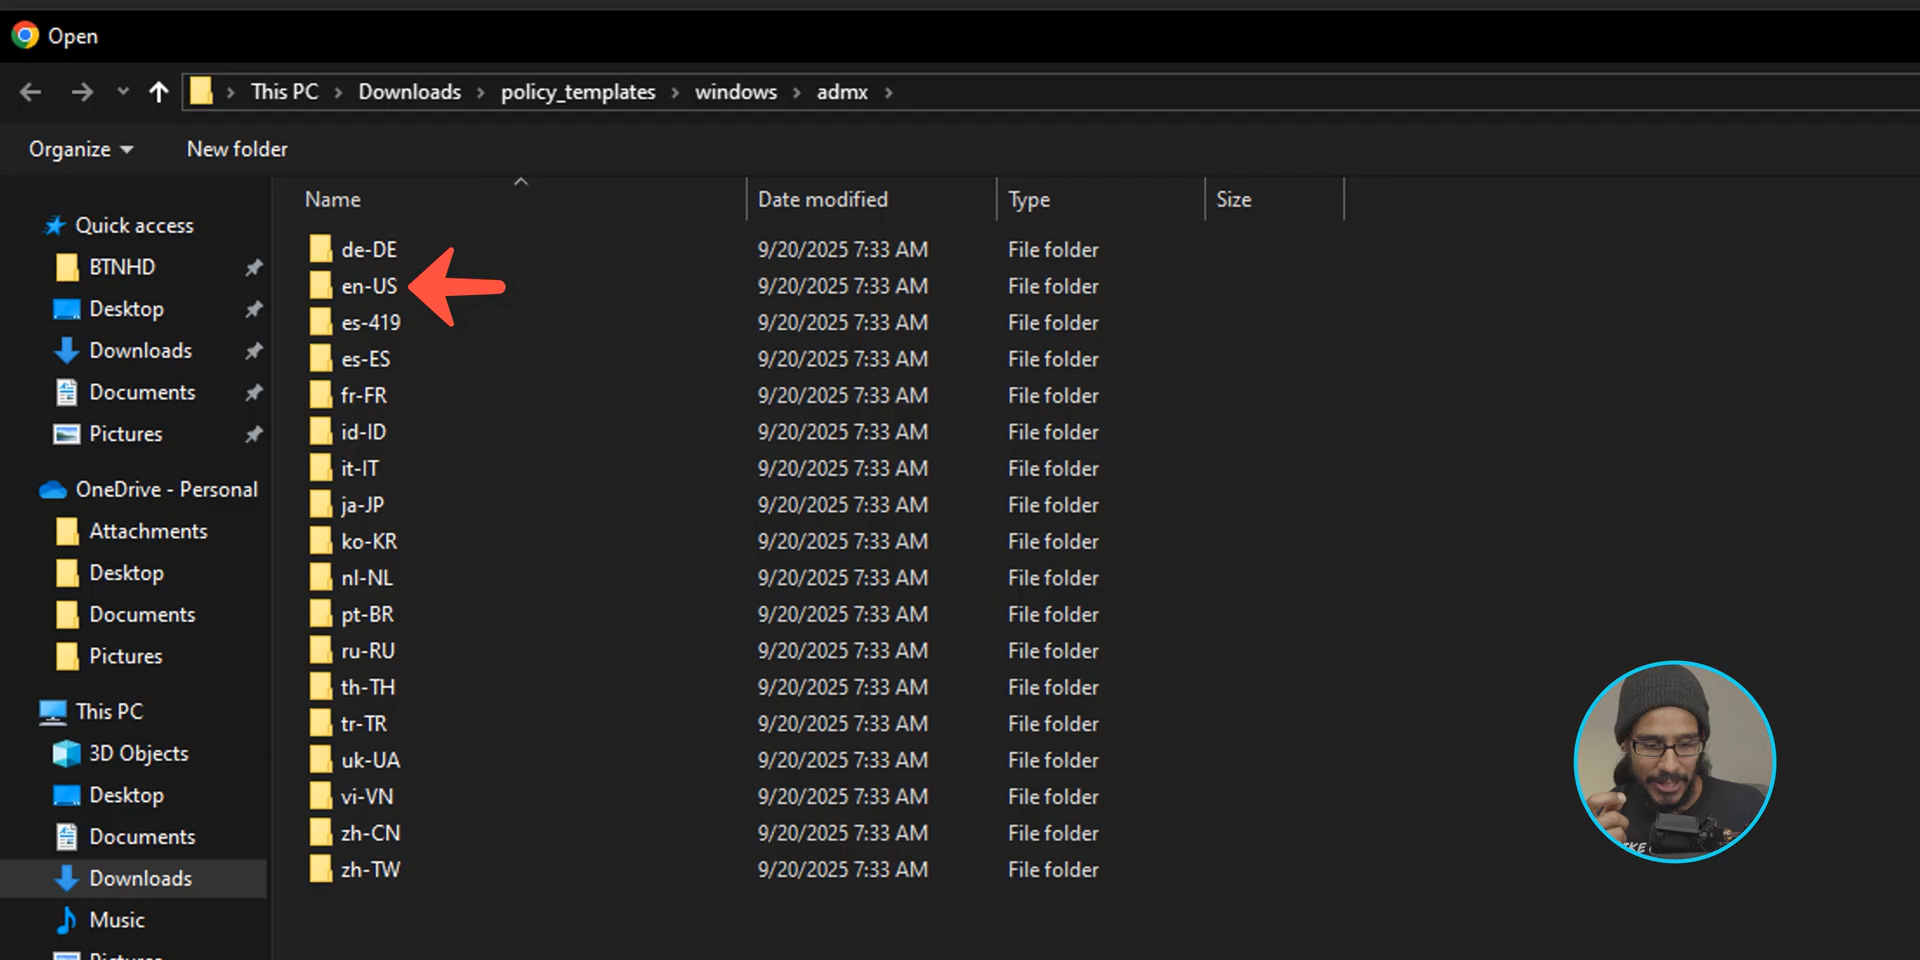 Open
This PC > Downloads > policy_templates > windows > admx >
Organize
New folder
Name
Date modified
Type
Size
Quick access
BTNHD
Desktop
Downloads
Documents
Pictures
OneDrive - Personal
Attachments
Desktop
Documents
Pictures
This PC
3D Objects
Desktop
Documents
Downloads
Music
Pictures
de-DE 9/20/2025 7:33 AM File folder
en-US 9/20/2025 7:33 AM File folder
es-419 9/20/2025 7:33 AM File folder
es-ES 9/20/2025 7:33 AM File folder
fr-FR 9/20/2025 7:33 AM File folder
id-ID 9/20/2025 7:33 AM File folder
it-IT 9/20/2025 7:33 AM File folder
ja-JP 9/20/2025 7:33 AM File folder
ko-KR 9/20/2025 7:33 AM File folder
nl-NL 9/20/2025 7:33 AM File folder
pt-BR 9/20/2025 7:33 AM File folder
ru-RU 9/20/2025 7:33 AM File folder
th-TH 9/20/2025 7:33 AM File folder
tr-TR 9/20/2025 7:33 AM File folder
uk-UA 9/20/2025 7:33 AM File folder
vi-VN 9/20/2025 7:33 AM File folder
zh-CN 9/20/2025 7:33 AM File folder
zh-TW 9/20/2025 7:33 AM File folder